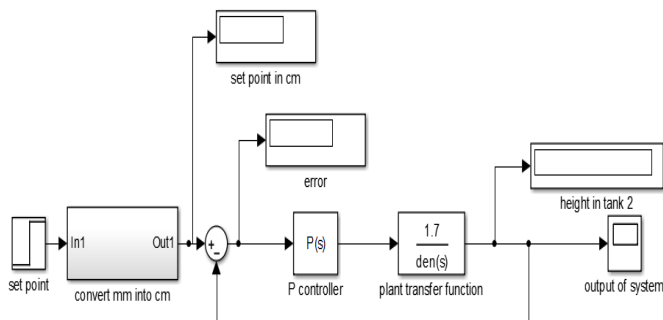 set point in cm
error
height in tank 2
In1
Out1
+
−
P(s)
1.7
den(s)
set point
convert mm into cm
P controller
plant transfer function
output of system